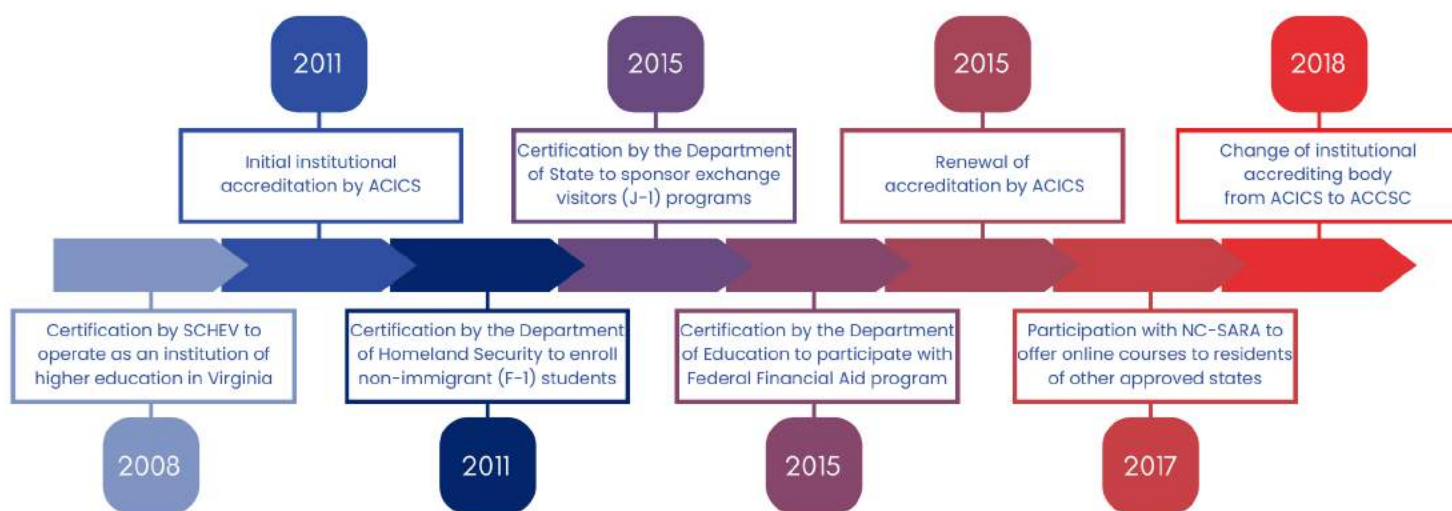 2011
2015
2015
2018
Initial institutional
accreditation by ACICS
Certification by the Department
of State to sponsor exchange
visitors (J-1) programs
Renewal of
accreditation by ACICS
Change of institutional
accrediting body
from ACICS to ACCSC
Certification by SCHEV to
operate as an institution of
higher education in Virginia
Certification by the Department
of Homeland Security to enroll
non-immigrant (F-1) students
Certification by the Department
of Education to participate with
Federal Financial Aid program
Participation with NC-SARA to
offer online courses to residents
of other approved states
2008
2011
2015
2017